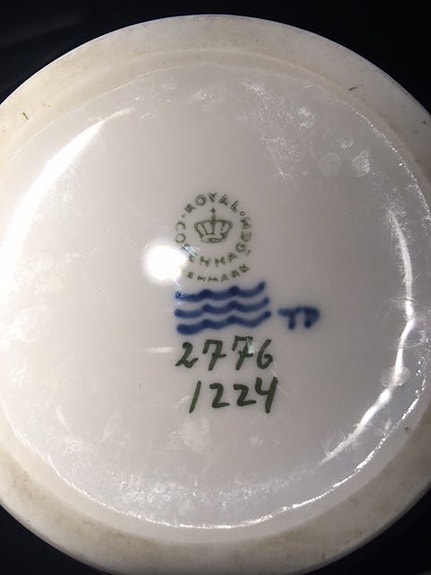 ROYAL COPENHAGEN
DENMARK
TP
2776
1224